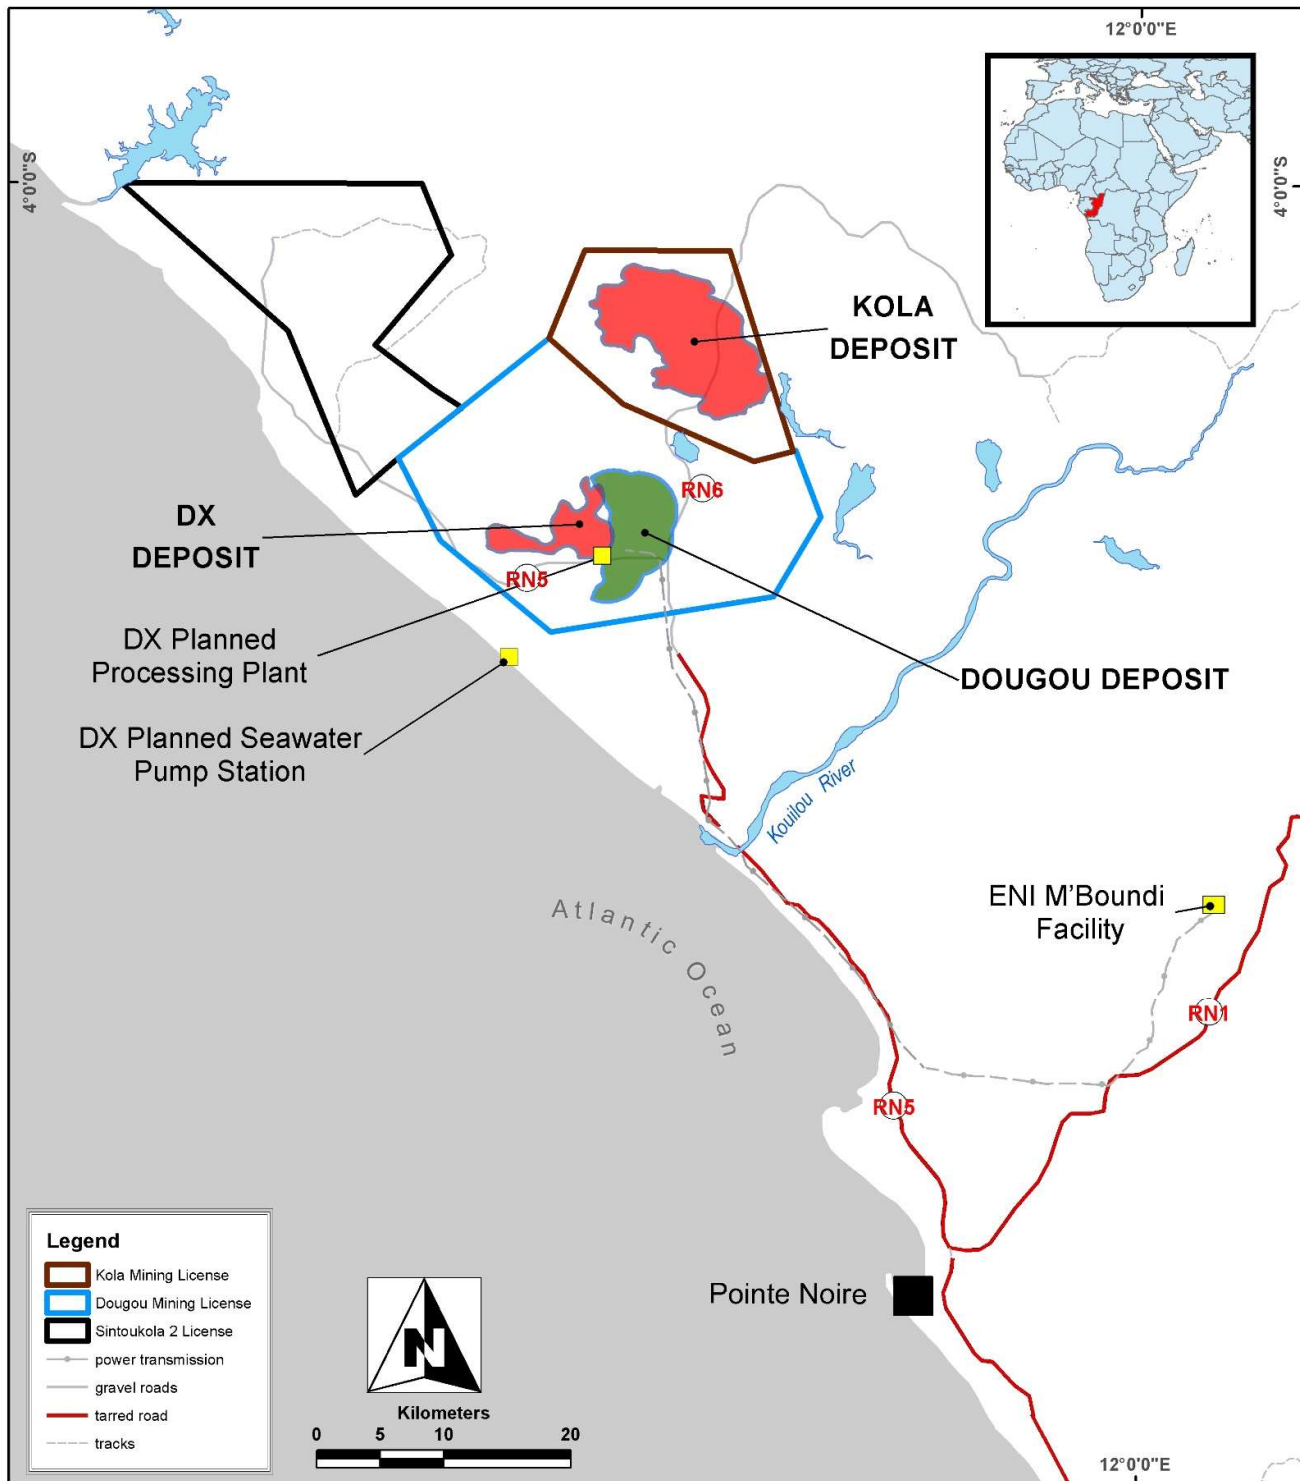 12°0'0"E
4°0'0"S
4°0'0"S
KOLA
DEPOSIT
RN6
DX
DEPOSIT
RN5
DX Planned
Processing Plant
DOUGOU DEPOSIT
DX Planned Seawater
Pump Station
Kouilou River
ENI M'Boundi
Facility
Atlantic Ocean
RN1
RN5
Pointe Noire
Legend
Kola Mining License
Dougou Mining License
Sintoukola 2 License
power transmission
gravel roads
tarred road
tracks
N
Kilometers
0 5 10 20
12°0'0"E